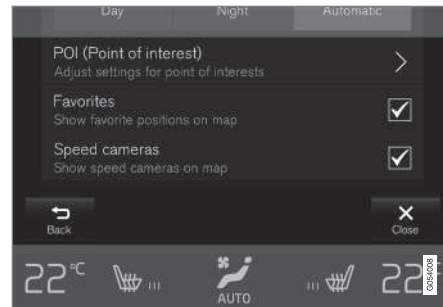 Day Night Automatic
POI (Point of interest)
Adjust settings for point of interests
Favorites
Show favorite positions on map
Speed cameras
Show speed cameras on map
Back Close
22 °C AUTO 22
G054008